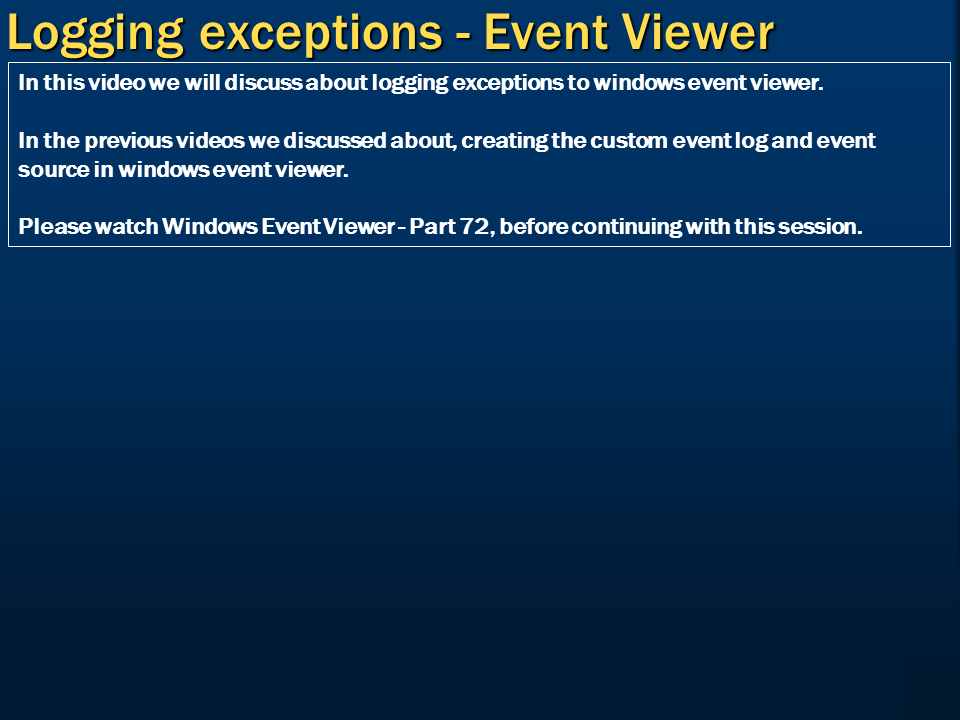 Logging exceptions - Event Viewer
In this video we will discuss about logging exceptions to windows event viewer.
In the previous videos we discussed about, creating the custom event log and event
source in windows event viewer.
Please watch Windows Event Viewer - Part 72, before continuing with this session.